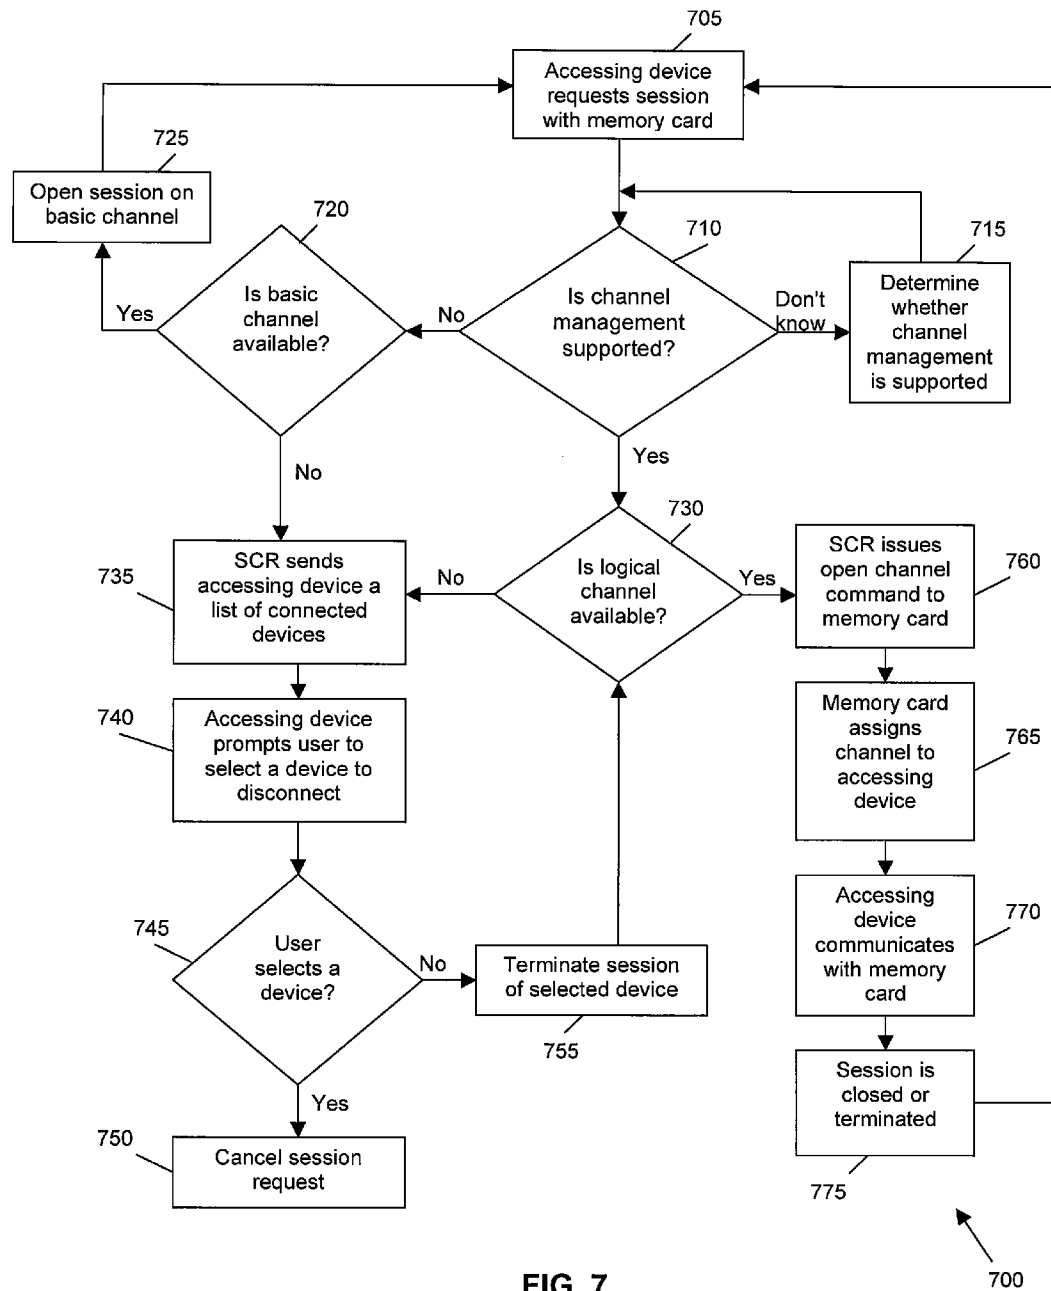 705
Accessing device
requests session
with memory card
725
Open session on
basic channel
720
Is basic
channel
available?
Yes
No
710
Is channel
management
supported?
No
Don't
know
Yes
715
Determine
whether
channel
management
is supported
730
Is logical
channel
available?
No
Yes
735
SCR sends
accessing device a
list of connected
devices
760
SCR issues
open channel
command to
memory card
740
Accessing device
prompts user to
select a device to
disconnect
765
Memory card
assigns
channel to
accessing
device
745
User
selects a
device?
No
Yes
Terminate session
of selected device
755
770
Accessing
device
communicates
with memory
card
750
Cancel session
request
Session is
closed or
terminated
775
700
FIG. 7